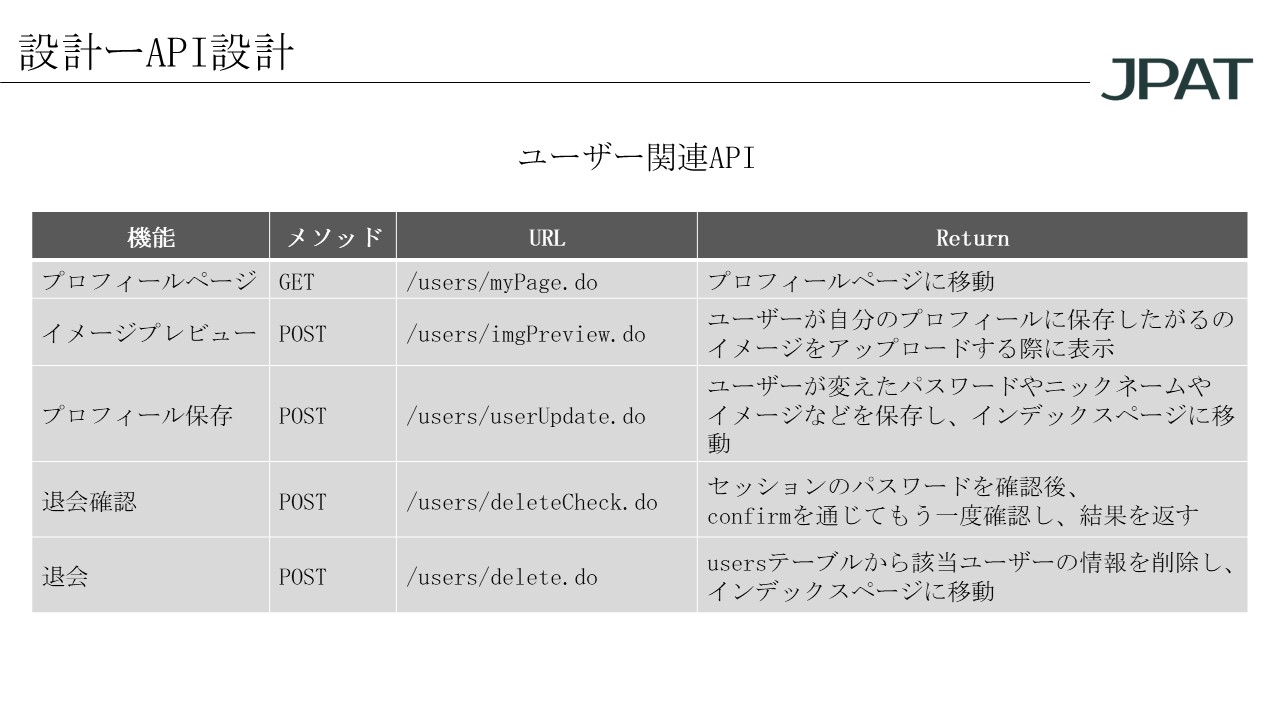 設計ーAPI設計
JPAT
ユーザー関連API
機能 メソッド URL Return
プロフィールページ GET /users/myPage.do プロフィールページに移動
イメージプレビュー POST /users/imgPreview.do ユーザーが自分のプロフィールに保存したがるの
イメージをアップロードする際に表示
プロフィール保存 POST /users/userUpdate.do ユーザーが変えたパスワードやニックネームや
イメージなどを保存し、インデックスページに移
動
退会確認 POST /users/deleteCheck.do セッションのパスワードを確認後、
confirmを通じてもう一度確認し、結果を返す
退会 POST /users/delete.do usersテーブルから該当ユーザーの情報を削除し、
インデックスページに移動